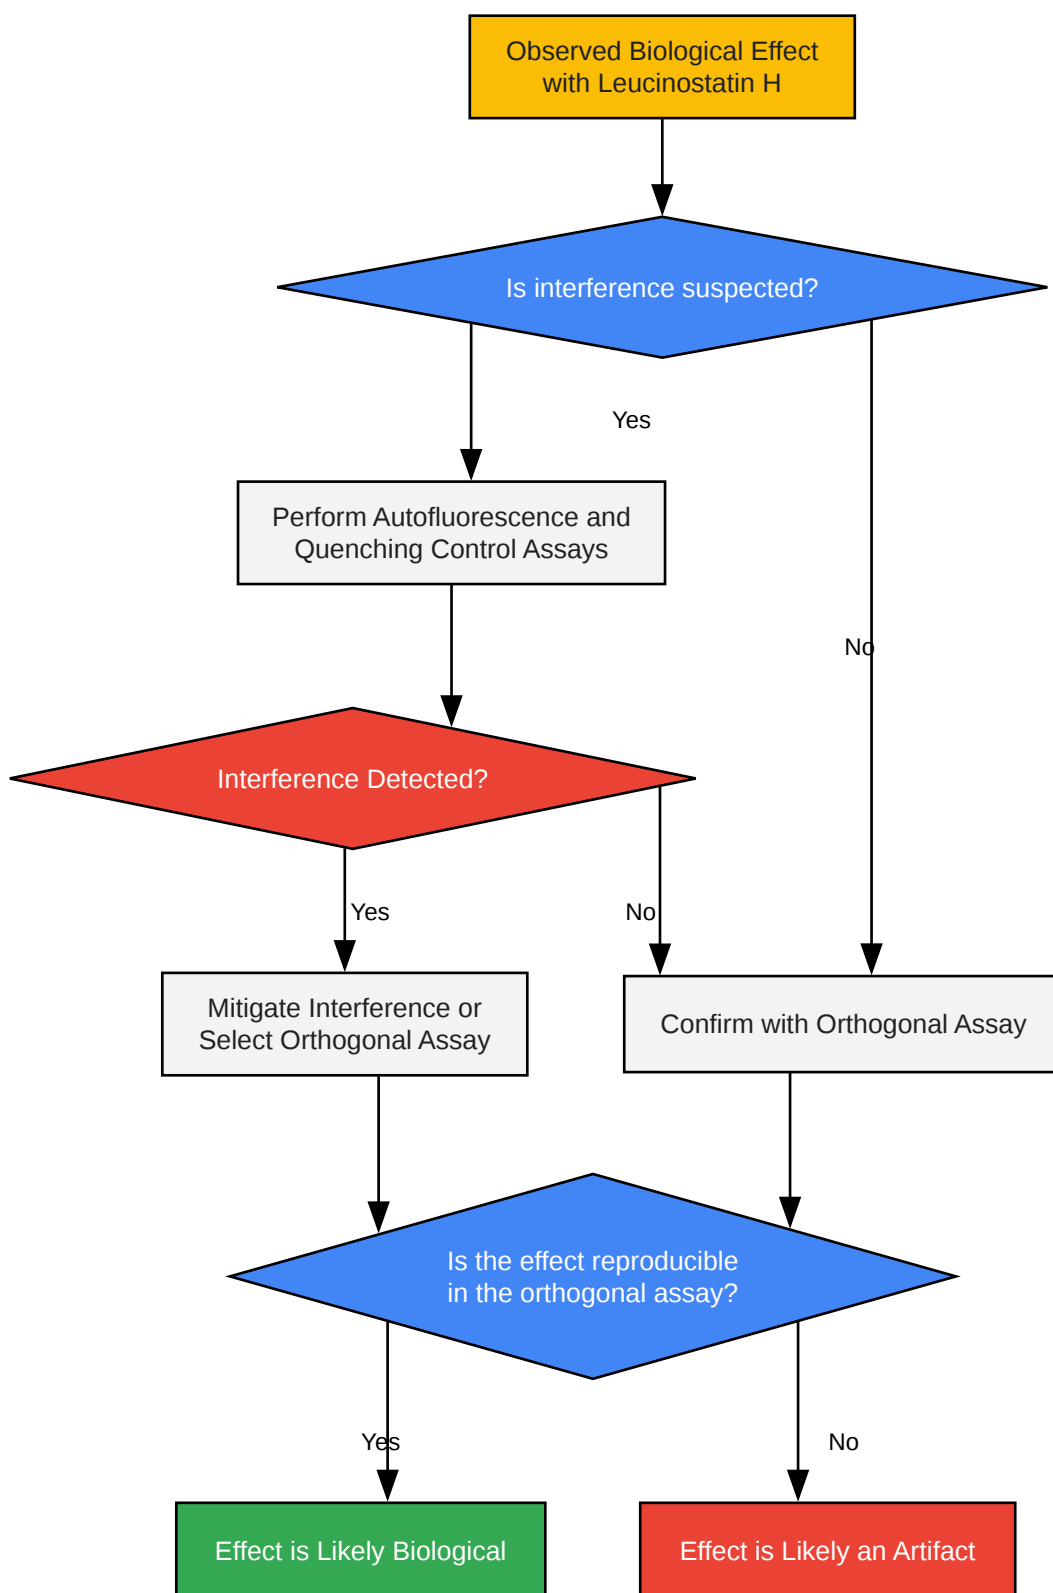 Observed Biological Effect
with Leucinostatin H
Is interference suspected?
Yes
Perform Autofluorescence and
Quenching Control Assays
No
Interference Detected?
Yes
No
Mitigate Interference or
Select Orthogonal Assay
Confirm with Orthogonal Assay
Is the effect reproducible
in the orthogonal assay?
Yes
No
Effect is Likely Biological
Effect is Likely an Artifact